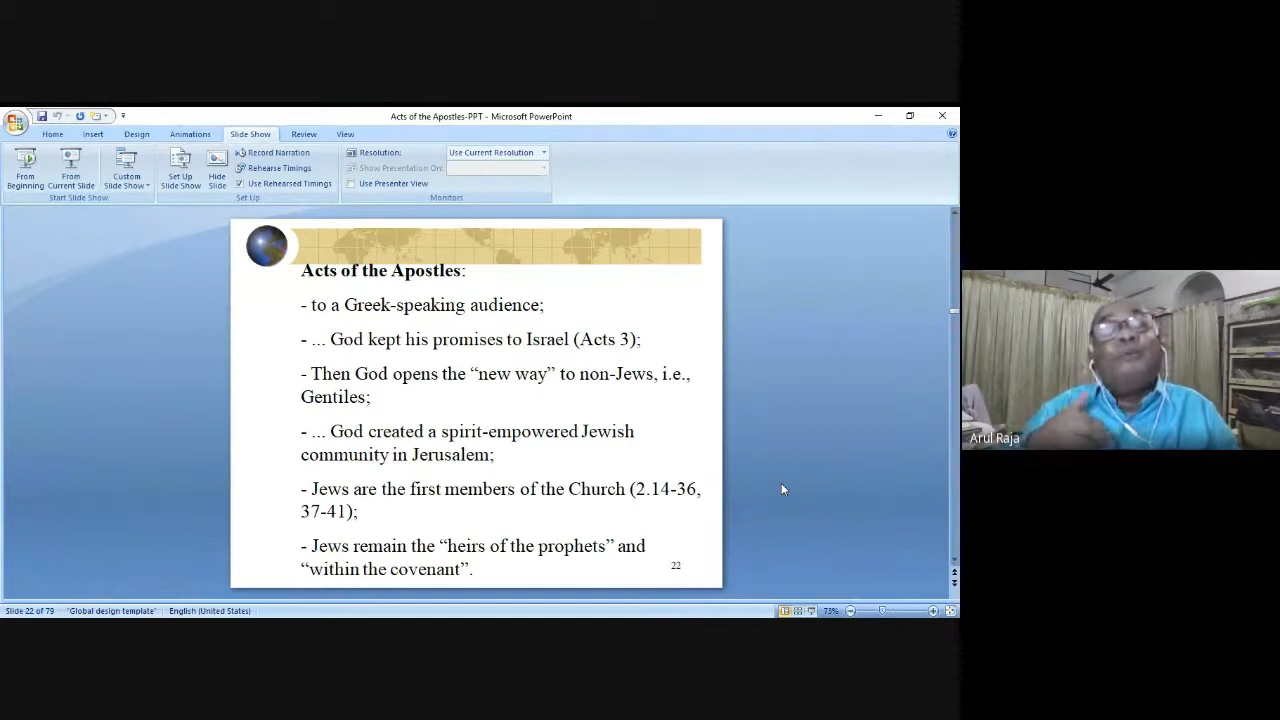 Acts of the Apostles-PPT - Microsoft PowerPoint
Home Insert Design Animations Slide Show Review View
From Beginning
From Current Slide
Custom Slide Show
Set Up Slide Show
Hide Slide
Record Narration
Rehearse Timings
Use Rehearsed Timings
Resolution: Use Current Resolution
Show Presentation On:
Use Presenter View
Start Slide Show
Set Up
Monitors
Acts of the Apostles:
- to a Greek-speaking audience;
- ... God kept his promises to Israel (Acts 3);
- Then God opens the “new way” to non-Jews, i.e.,
Gentiles;
- ... God created a spirit-empowered Jewish
community in Jerusalem;
- Jews are the first members of the Church (2.14-36,
37-41);
- Jews remain the “heirs of the prophets” and
“within the covenant”.
22
Arul Raja
Slide 22 of 79 "Global design template" English (United States) 73%